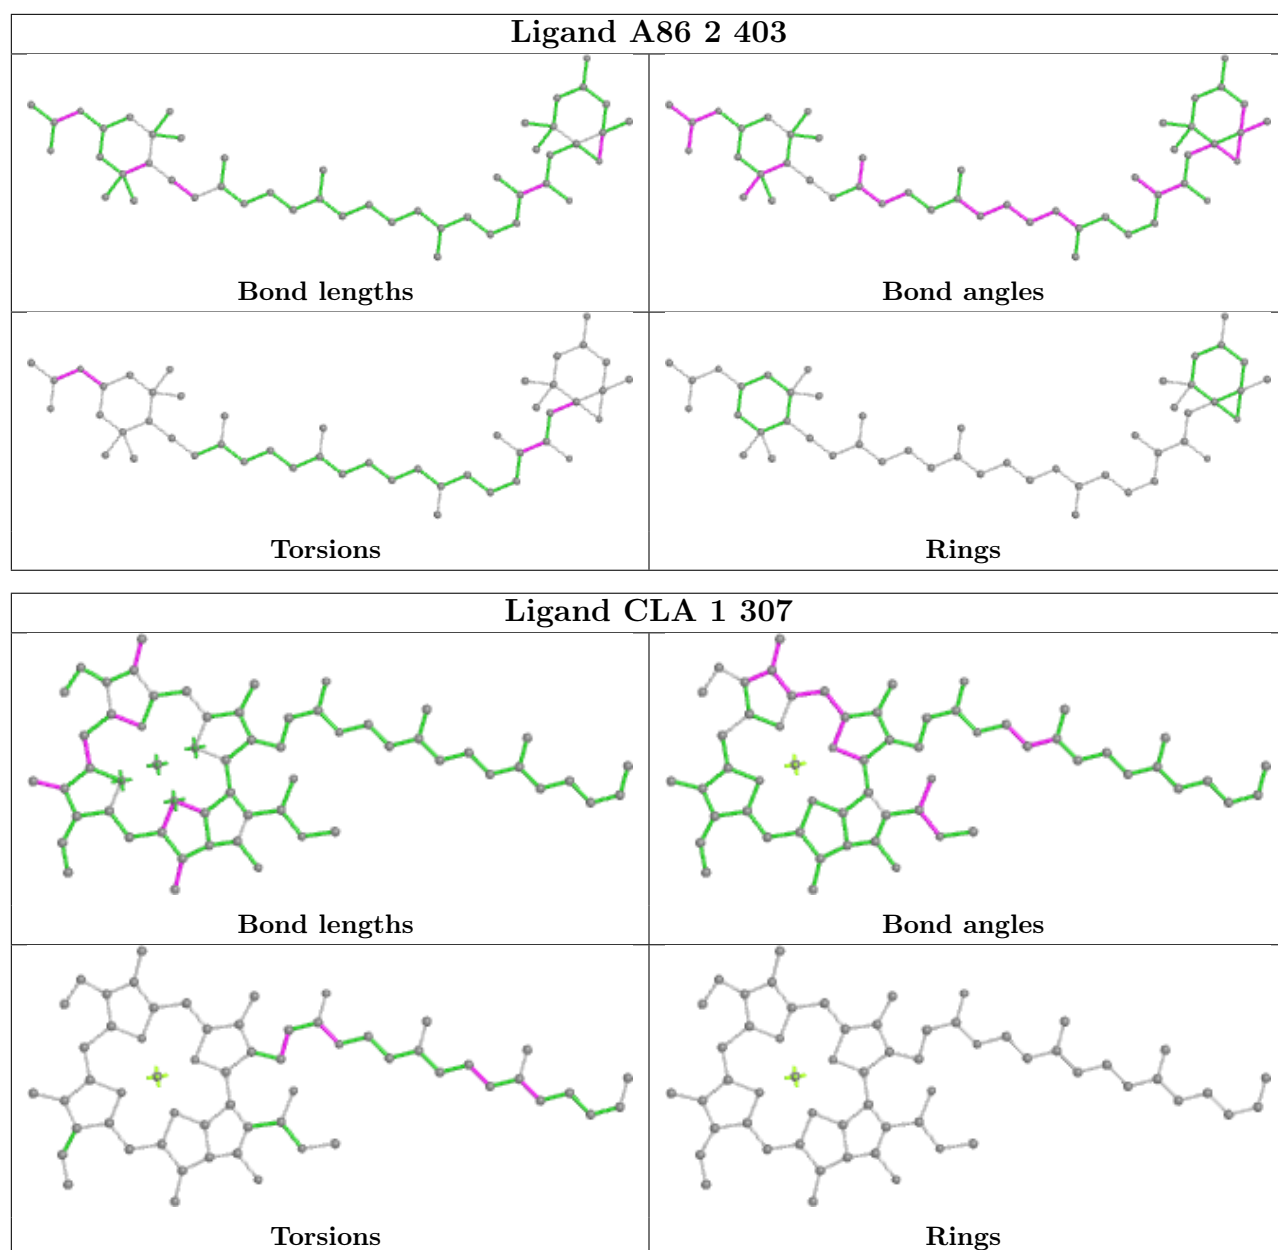 Ligand A86 2 403
Bond lengths
Bond angles
Torsions
Rings
Ligand CLA 1 307
Bond lengths
Bond angles
Torsions
Rings